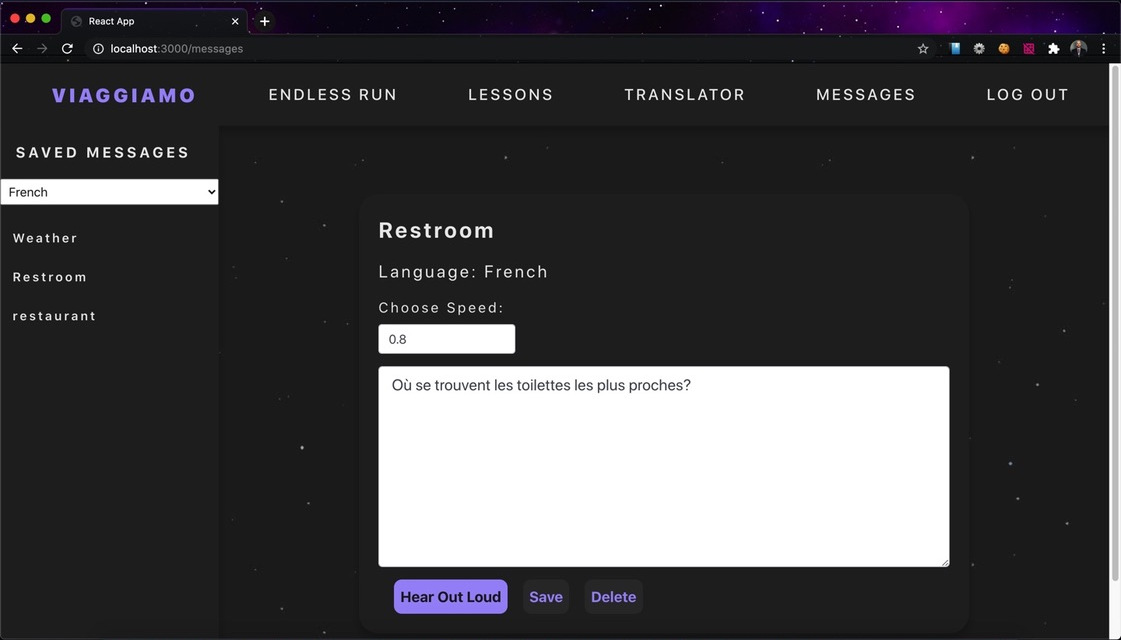 React App
localhost:3000/messages
VIAGGIAMO
ENDLESS RUN
LESSONS
TRANSLATOR
MESSAGES
LOG OUT
SAVED MESSAGES
French
Weather
Restroom
restaurant
Restroom
Language: French
Choose Speed:
0.8
Où se trouvent les toilettes les plus proches?
Hear Out Loud
Save
Delete